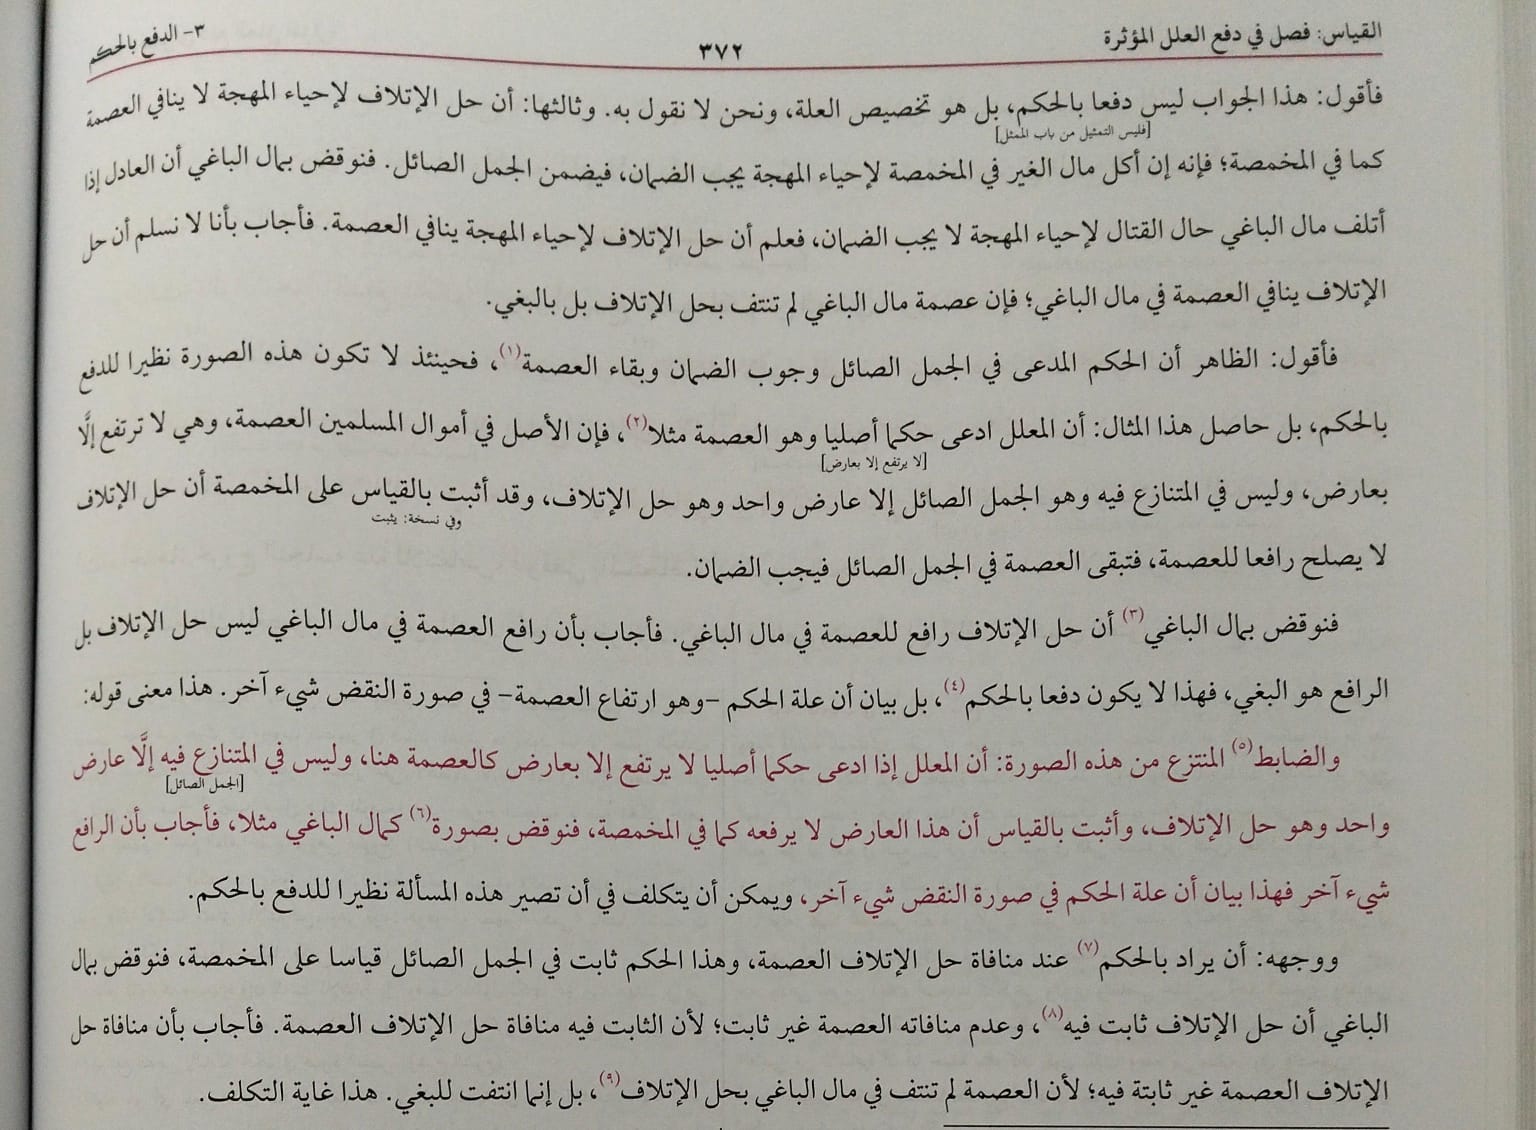 القياس: فصل في دفع العلل المؤثرة ٣٧٢ ٣- الدفع بالحكم
فأقول: هذا الجواب ليس دفعا بالحكم، بل هو تخصيص العلة، ونحن لا نقول به. وثالثها: أن حل الإتلاف لإحياء المهجة لا ينافي العصمة
[فليس التمثيل من باب الممثل]
كما في المخمصة؛ فإنه إن أكل مال الغير في المخمصة لإحياء المهجة يجب الضمان، فيضمن الجمل الصائل. فنوقض بمال الباغي أن العادل إذا
أتلف مال الباغي حال القتال لإحياء المهجة لا يجب الضمان، فعلم أن حل الإتلاف لإحياء المهجة ينافي العصمة. فأجاب بأنا لا نسلم أن حل
الإتلاف ينافي العصمة في مال الباغي؛ فإن عصمة مال الباغي لم تنتف بحل الإتلاف بل بالبغي.
فأقول: الظاهر أن الحكم المدعى في الجمل الصائل وجوب الضمان وبقاء العصمة(١)، فحينئذ لا تكون هذه الصورة نظيرا للدفع
بالحكم، بل حاصل هذا المثال: أن المعلل ادعى حكما أصليا وهو العصمة مثلا(٢)، فإن الأصل في أموال المسلمين العصمة، وهي لا ترتفع إلَّا
[لا يرتفع إلا بعارض]
بعارض، وليس في المتنازع فيه وهو الجمل الصائل إلا عارض واحد وهو حل الإتلاف، وقد أثبت بالقياس على المخمصة أن حل الإتلاف
وفي نسخة: يثبت
لا يصلح رافعا للعصمة، فتبقى العصمة في الجمل الصائل فيجب الضمان.
فنوقض بمال الباغي(٣) أن حل الإتلاف رافع للعصمة في مال الباغي. فأجاب بأن رافع العصمة في مال الباغي ليس حل الإتلاف بل
الرافع هو البغي، فهذا لا يكون دفعا بالحكم(٤)، بل بيان أن علة الحكم -وهو ارتفاع العصمة- في صورة النقض شيء آخر. هذا معنى قوله:
والضابط(٥) المنتزع من هذه الصورة: أن المعلل إذا ادعى حكما أصليا لا يرتفع إلا بعارض كالعصمة هنا، وليس في المتنازع فيه إلَّا عارض
[الجمل الصائل]
واحد وهو حل الإتلاف، وأثبت بالقياس أن هذا العارض لا يرفعه كما في المخمصة، فنوقض بصورة(٦) كمال الباغي مثلا، فأجاب بأن الرافع
شيء آخر فهذا بيان أن علة الحكم في صورة النقض شيء آخر، ويمكن أن يتكلف في أن تصير هذه المسألة نظيرا للدفع بالحكم.
ووجهه: أن يراد بالحكم(٧) عند منافاة حل الإتلاف العصمة، وهذا الحكم ثابت في الجمل الصائل قياسا على المخمصة، فنوقض بمال
الباغي أن حل الإتلاف ثابت فيه(٨)، وعدم منافاته العصمة غير ثابت؛ لأن الثابت فيه منافاة حل الإتلاف العصمة. فأجاب بأن منافاة حل
الإتلاف العصمة غير ثابتة فيه؛ لأن العصمة لم تنتف في مال الباغي بحل الإتلاف(٩)، بل إنما انتفت للبغي. هذا غاية التكلف.